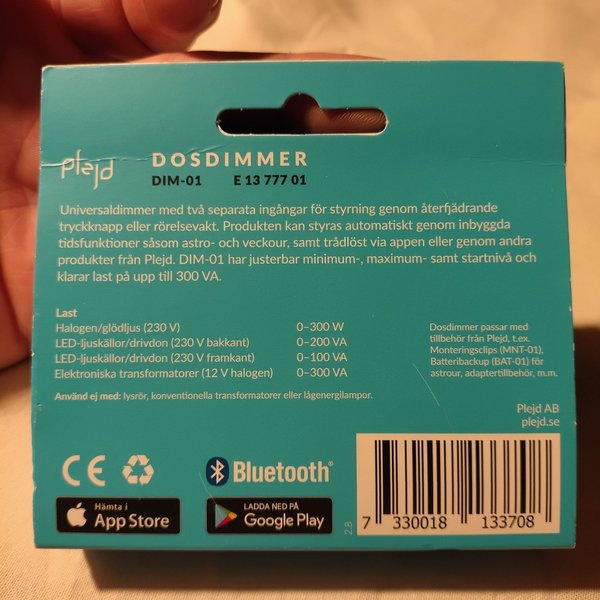 Plejd
DOSDIMMER
DIM-01 E 13 777 01
Universaldimmer med två separata ingångar för styrning genom återfjädrande
tryckknapp eller rörelsevakt. Produkten kan styras automatiskt genom inbyggda
tidsfunktioner såsom astro- och veckour, samt trådlöst via appen eller genom andra
produkter från Plejd. DIM-01 har justerbar minimum-, maximum- samt startnivå och
klarar last på upp till 300 VA.
Last
Halogen/glödljus (230 V) 0–300 W
LED-ljuskällor/drivdon (230 V bakkant) 0–200 VA
LED-ljuskällor/drivdon (230 V framkant) 0–100 VA
Elektroniska transformatorer (12 V halogen) 0–300 VA
Använd ej med: lysrör, konventionella transformatorer eller lågenergilampor.
Dosdimmer passar med
tillbehör från Plejd, t.ex.
Monteringsclips (MNT-01),
Batteribackup (BAT-01) för
astrour, adaptertillbehör, m.m.
Plejd AB
plejd.se
CE
Bluetooth®
Hämta i
App Store
LADDA NED PÅ
Google Play
2.8
7 330018 133708